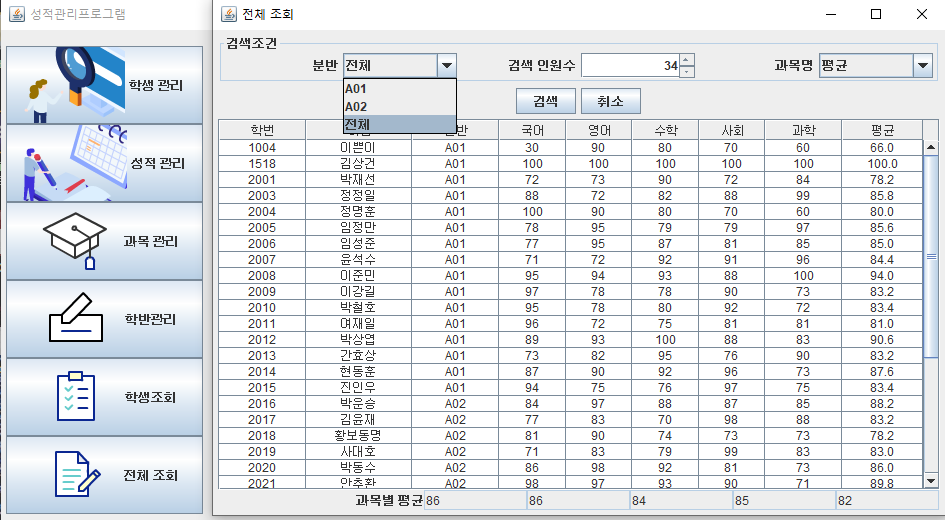 성적관리프로그램
학생 관리
성적 관리
과목 관리
학반관리
학생조회
전체 조회
전체 조회
검색조건
분반 전체 검색 인원수 34 과목명 평균
A01
A02
전체
검색 취소
학번 국어 영어 수학 사회 과학 평균
1004 이쁜이 A01 30 90 80 70 60 66.0
1518 김상건 A01 100 100 100 100 100 100.0
2001 박재선 A01 72 73 90 72 84 78.2
2003 정정일 A01 88 72 82 88 99 85.8
2004 정명훈 A01 100 90 80 70 60 80.0
2005 임정만 A01 78 95 79 79 97 85.6
2006 임성준 A01 77 95 87 81 85 85.0
2007 윤석수 A01 71 72 92 91 96 84.4
2008 이준민 A01 95 94 93 88 100 94.0
2009 이강길 A01 97 78 78 90 73 83.2
2010 박철호 A01 95 78 80 92 72 83.4
2011 여재일 A01 96 72 75 81 81 81.0
2012 박상엽 A01 89 93 100 88 83 90.6
2013 간효상 A01 73 82 95 76 90 83.2
2014 현동훈 A01 87 90 92 96 73 87.6
2015 진인우 A01 94 75 76 97 75 83.4
2016 박운승 A02 84 97 88 87 85 88.2
2017 김윤재 A02 77 83 70 98 88 83.2
2018 황보동명 A02 81 90 74 73 73 78.2
2019 사대호 A02 71 83 79 99 83 83.0
2020 박동수 A02 86 98 92 81 73 86.0
2021 안추환 A02 98 97 93 90 71 89.8
과목별 평균 86 86 84 85 82